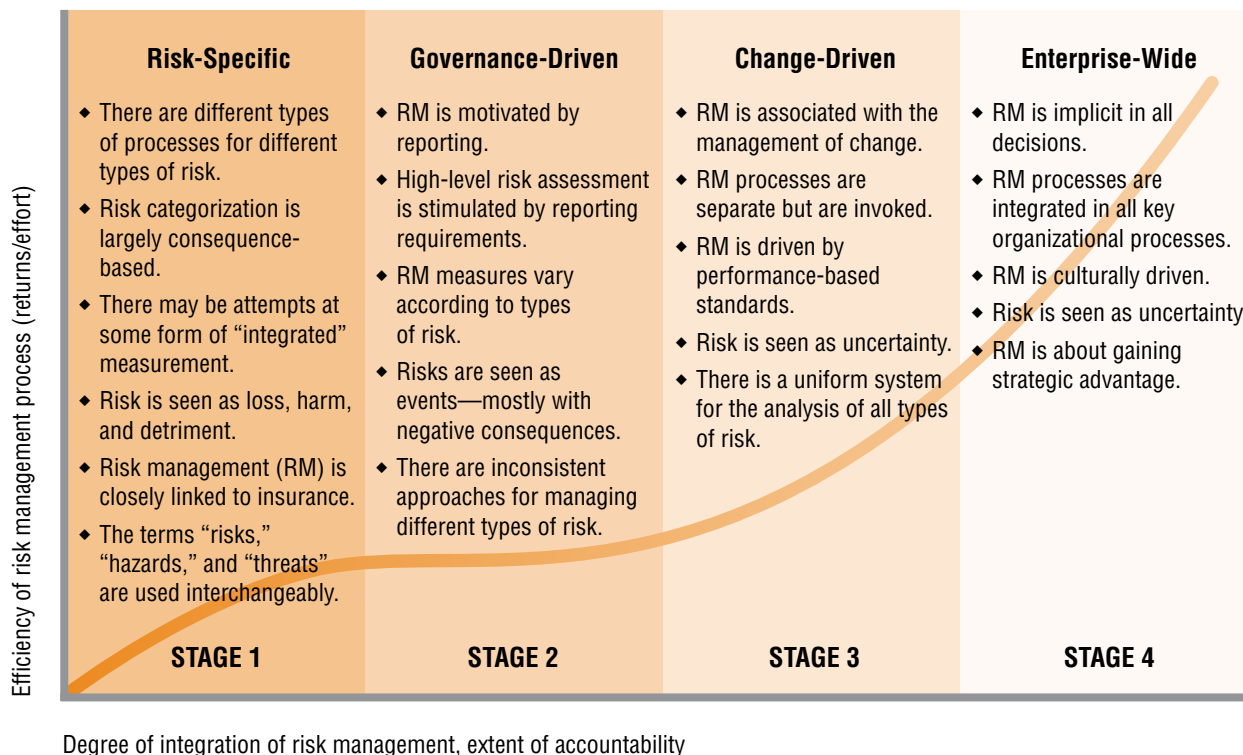 Efficiency of risk management process (returns/effort)
Risk-Specific
◆ There are different types
of processes for different
types of risk.
◆ Risk categorization is
largely consequence-
based.
◆ There may be attempts at
some form of “integrated”
measurement.
◆ Risk is seen as loss, harm,
and detriment.
◆ Risk management (RM) is
closely linked to insurance.
◆ The terms “risks,”
“hazards,” and “threats”
are used interchangeably.
STAGE 1
Governance-Driven
◆ RM is motivated by
reporting.
◆ High-level risk assessment
is stimulated by reporting
requirements.
◆ RM measures vary
according to types
of risk.
◆ Risks are seen as
events—mostly with
negative consequences.
◆ There are inconsistent
approaches for managing
different types of risk.
STAGE 2
Change-Driven
◆ RM is associated with the
management of change.
◆ RM processes are
separate but are invoked.
◆ RM is driven by
performance-based
standards.
◆ Risk is seen as uncertainty.
◆ There is a uniform system
for the analysis of all types
of risk.
STAGE 3
Enterprise-Wide
◆ RM is implicit in all
decisions.
◆ RM processes are
integrated in all key
organizational processes.
◆ RM is culturally driven.
◆ Risk is seen as uncertainty
◆ RM is about gaining
strategic advantage.
STAGE 4
Degree of integration of risk management, extent of accountability